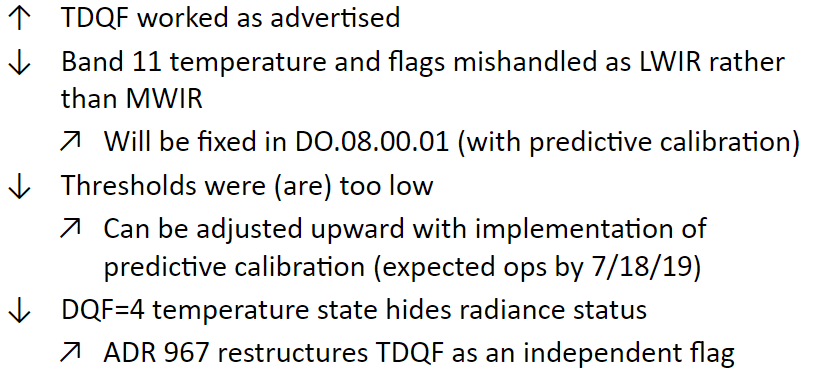 ↑ TDQF worked as advertised
↓ Band 11 temperature and flags mishandled as LWIR rather
than MWIR
↗ Will be fixed in DO.08.00.01 (with predictive calibration)
↓ Thresholds were (are) too low
↗ Can be adjusted upward with implementation of
predictive calibration (expected ops by 7/18/19)
↓ DQF=4 temperature state hides radiance status
↗ ADR 967 restructures TDQF as an independent flag